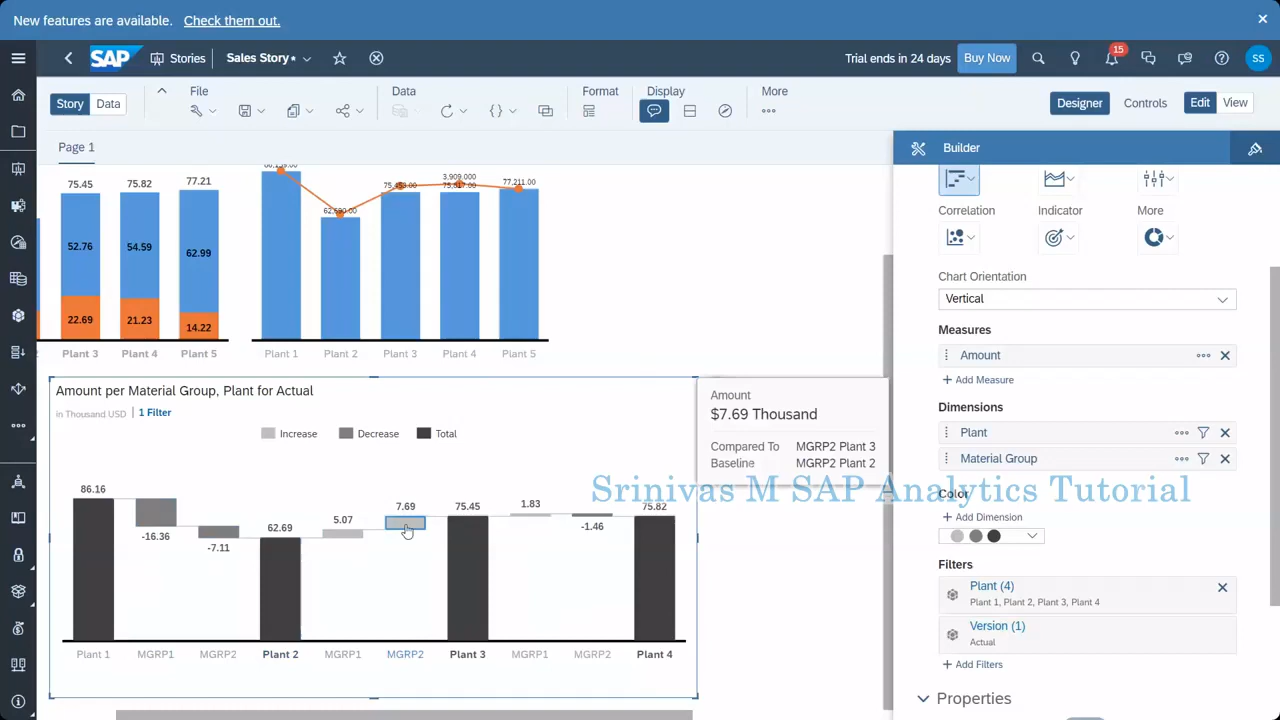 New features are available. Check them out.
SAP Stories Sales Story* Trial ends in 24 days Buy Now 15 SS
Story Data File Data Format Display More Designer Controls Edit View
Page 1
Builder
75.45 75.82 77.21
52.76 54.59 62.99
22.69 21.23 14.22
Plant 3 Plant 4 Plant 5
3,909.000
77,211.00
Plant 1 Plant 2 Plant 3 Plant 4 Plant 5
Amount per Material Group, Plant for Actual
in Thousand USD 1 Filter
Increase Decrease Total
86.16 -16.36 -7.11 62.69 5.07 7.69 75.45 1.83 -1.46 75.82
Plant 1 MGRP1 MGRP2 Plant 2 MGRP1 MGRP2 Plant 3 MGRP1 MGRP2 Plant 4
Amount
$7.69 Thousand
Compared To MGRP2 Plant 3
Baseline MGRP2 Plant 2
Srinivas M SAP Analytics Tutorial
Correlation Indicator More
Chart Orientation
Vertical
Measures
Amount
+ Add Measure
Dimensions
Plant
Material Group
Color
+ Add Dimension
Filters
Plant (4)
Plant 1, Plant 2, Plant 3, Plant 4
Version (1)
Actual
+ Add Filters
Properties